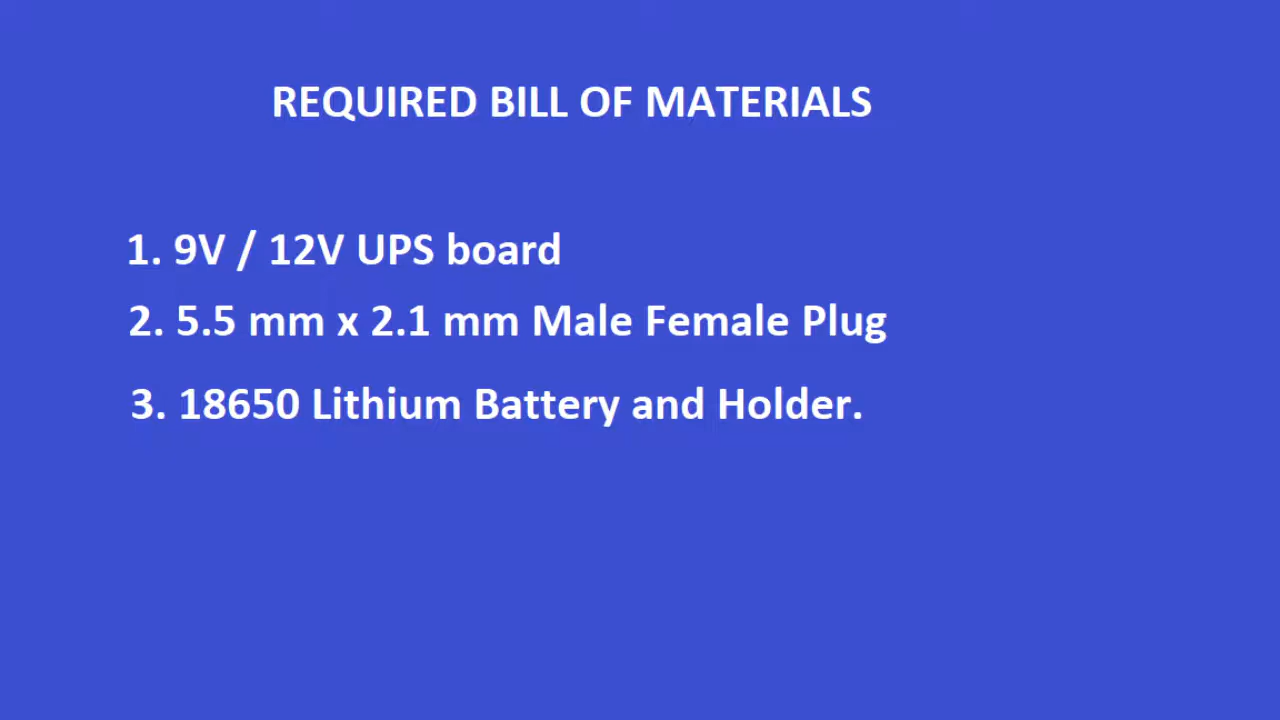 REQUIRED BILL OF MATERIALS
1. 9V / 12V UPS board
2. 5.5 mm x 2.1 mm Male Female Plug
3. 18650 Lithium Battery and Holder.